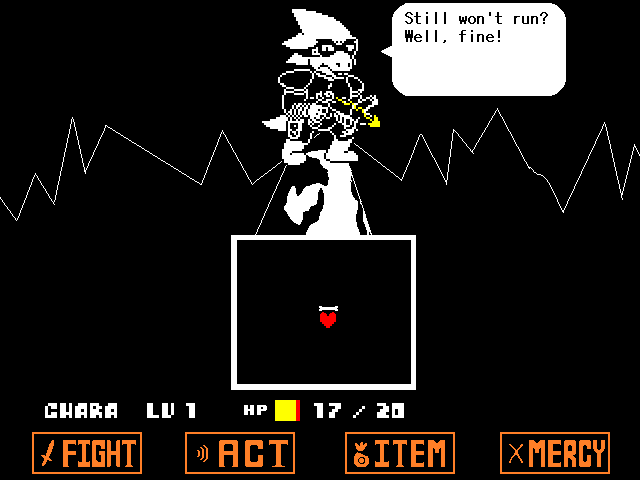 Still won't run?
Well, fine!
CHARA LV 1 HP 17 / 20
FIGHT ACT ITEM MERCY